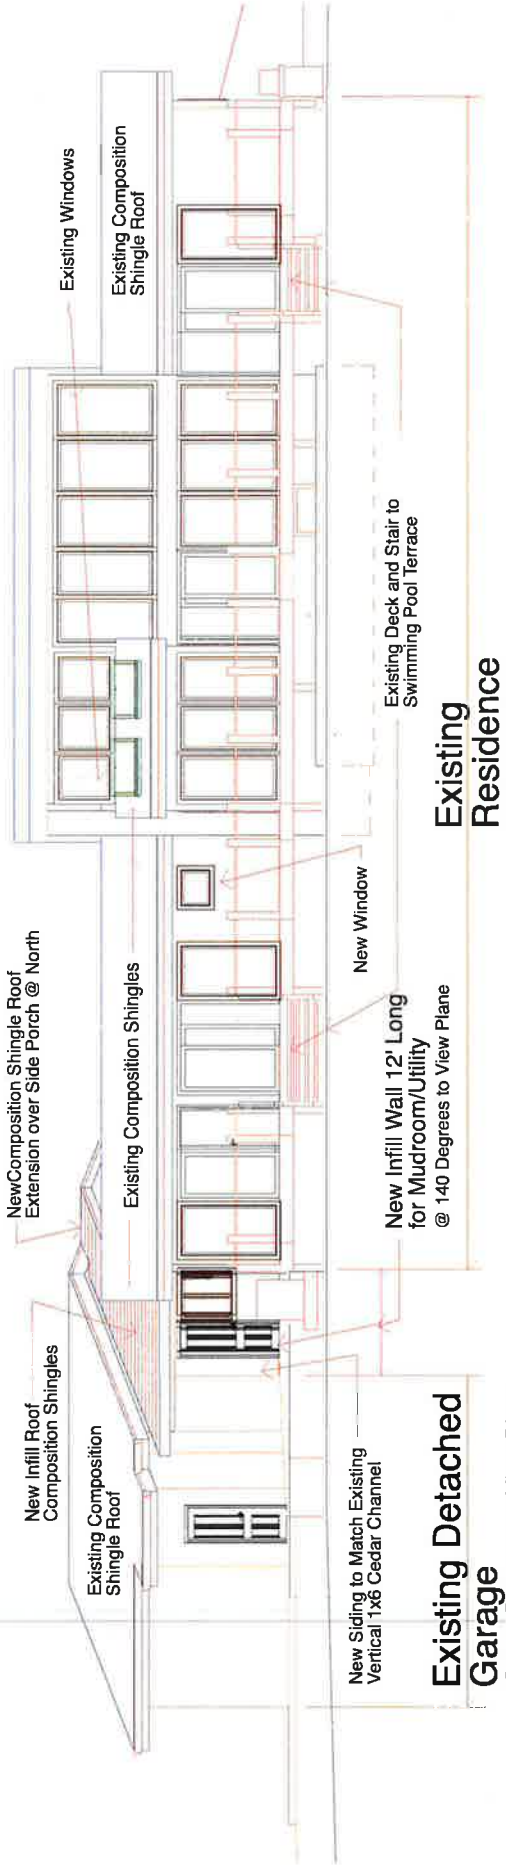 NewComposition Shingle Roof
Extension over Side Porch @ North
New Infill Roof
Composition Shingles
Existing Composition
Shingle Roof
Existing Composition Shingles
Existing Windows
Existing Composition
Shingle Roof
New Siding to Match Existing
Vertical 1x6 Cedar Channel
New Infill Wall 12' Long
for Mudroom/Utility
@ 140 Degrees to View Plane
New Window
Existing Deck and Stair to
Swimming Pool Terrace
Existing Detached
Garage
Existing
Residence